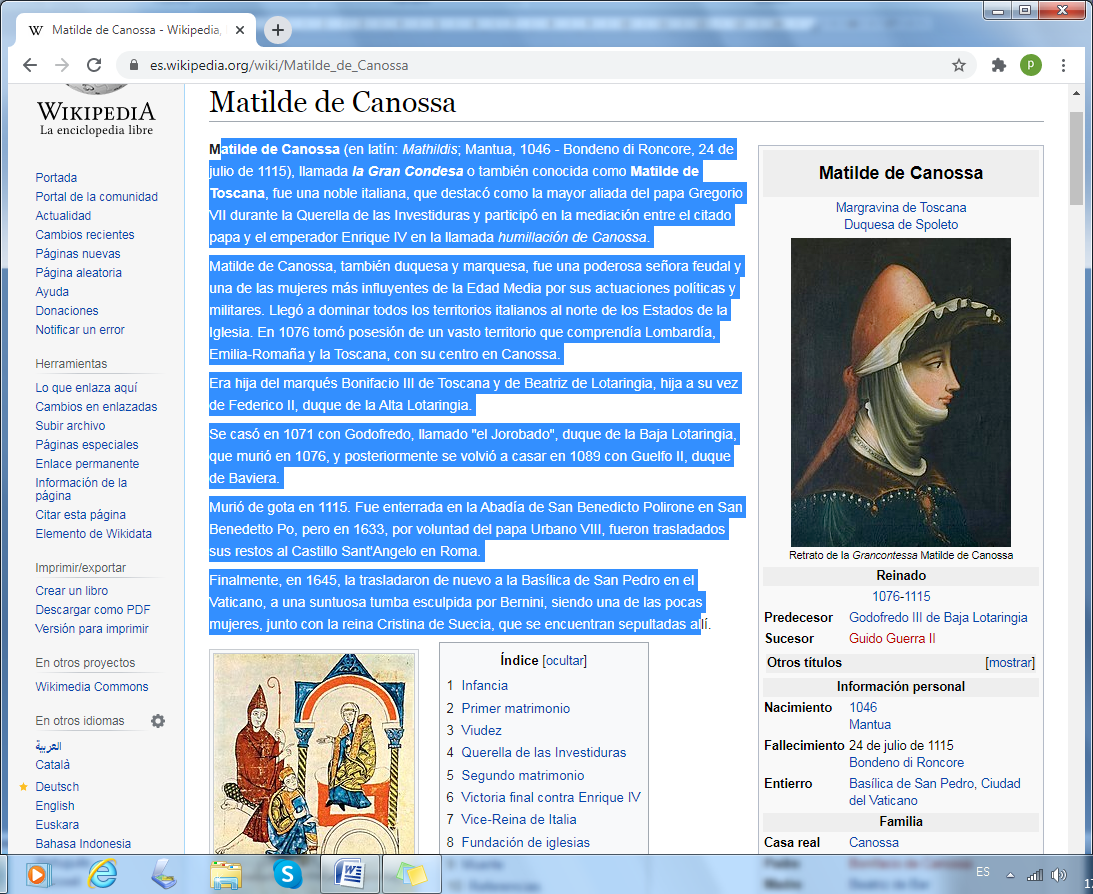 Matilde de Canossa - Wikipedia,
es.wikipedia.org/wiki/Matilde_de_Canossa
P
WIKIPEDIA
La enciclopedia libre
Portada
Portal de la comunidad
Actualidad
Cambios recientes
Páginas nuevas
Página aleatoria
Ayuda
Donaciones
Notificar un error
Herramientas
Lo que enlaza aquí
Cambios en enlazadas
Subir archivo
Páginas especiales
Enlace permanente
Información de la
página
Citar esta página
Elemento de Wikidata
Imprimir/exportar
Crear un libro
Descargar como PDF
Versión para imprimir
En otros proyectos
Wikimedia Commons
En otros idiomas
العربية
Català
Deutsch
English
Euskara
Bahasa Indonesia
Matilde de Canossa
Matilde de Canossa (en latín: Mathildis; Mantua, 1046 - Bondeno di Roncore, 24 de
julio de 1115), llamada la Gran Condesa o también conocida como Matilde de
Toscana, fue una noble italiana, que destacó como la mayor aliada del papa Gregorio
VII durante la Querella de las Investiduras y participó en la mediación entre el citado
papa y el emperador Enrique IV en la llamada humillación de Canossa.
Matilde de Canossa, también duquesa y marquesa, fue una poderosa señora feudal y
una de las mujeres más influyentes de la Edad Media por sus actuaciones políticas y
militares. Llegó a dominar todos los territorios italianos al norte de los Estados de la
Iglesia. En 1076 tomó posesión de un vasto territorio que comprendía Lombardía,
Emilia-Romaña y la Toscana, con su centro en Canossa.
Era hija del marqués Bonifacio III de Toscana y de Beatriz de Lotaringia, hija a su vez
de Federico II, duque de la Alta Lotaringia.
Se casó en 1071 con Godofredo, llamado "el Jorobado", duque de la Baja Lotaringia,
que murió en 1076, y posteriormente se volvió a casar en 1089 con Guelfo II, duque
de Baviera.
Murió de gota en 1115. Fue enterrada en la Abadía de San Benedicto Polirone en San
Benedetto Po, pero en 1633, por voluntad del papa Urbano VIII, fueron trasladados
sus restos al Castillo Sant'Angelo en Roma.
Finalmente, en 1645, la trasladaron de nuevo a la Basílica de San Pedro en el
Vaticano, a una suntuosa tumba esculpida por Bernini, siendo una de las pocas
mujeres, junto con la reina Cristina de Suecia, que se encuentran sepultadas allí.
Índice [ocultar]
1 Infancia
2 Primer matrimonio
3 Viudez
4 Querella de las Investiduras
5 Segundo matrimonio
6 Victoria final contra Enrique IV
7 Vice-Reina de Italia
8 Fundación de iglesias
Matilde de Canossa
Margravina de Toscana
Duquesa de Spoleto
Retrato de la Grancontessa Matilde de Canossa
Reinado
1076-1115
Predecesor Godofredo III de Baja Lotaringia
Sucesor Guido Guerra II
Otros títulos [mostrar]
Información personal
Nacimiento 1046
Mantua
Fallecimiento 24 de julio de 1115
Bondeno di Roncore
Entierro Basílica de San Pedro, Ciudad
del Vaticano
Familia
Casa real Canossa
ES